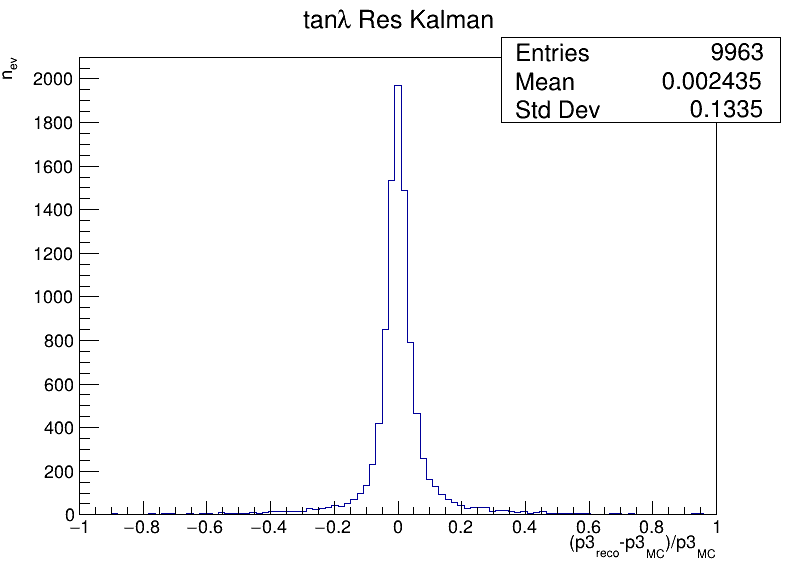 tanλ Res Kalman
Entries 9963
Mean 0.002435
Std Dev 0.1335
n_ev
2000
1800
1600
1400
1200
1000
800
600
400
200
0
−1 −0.8 −0.6 −0.4 −0.2 0 0.2 0.4 0.6 0.8 1
(p3_reco-p3_MC)/p3_MC